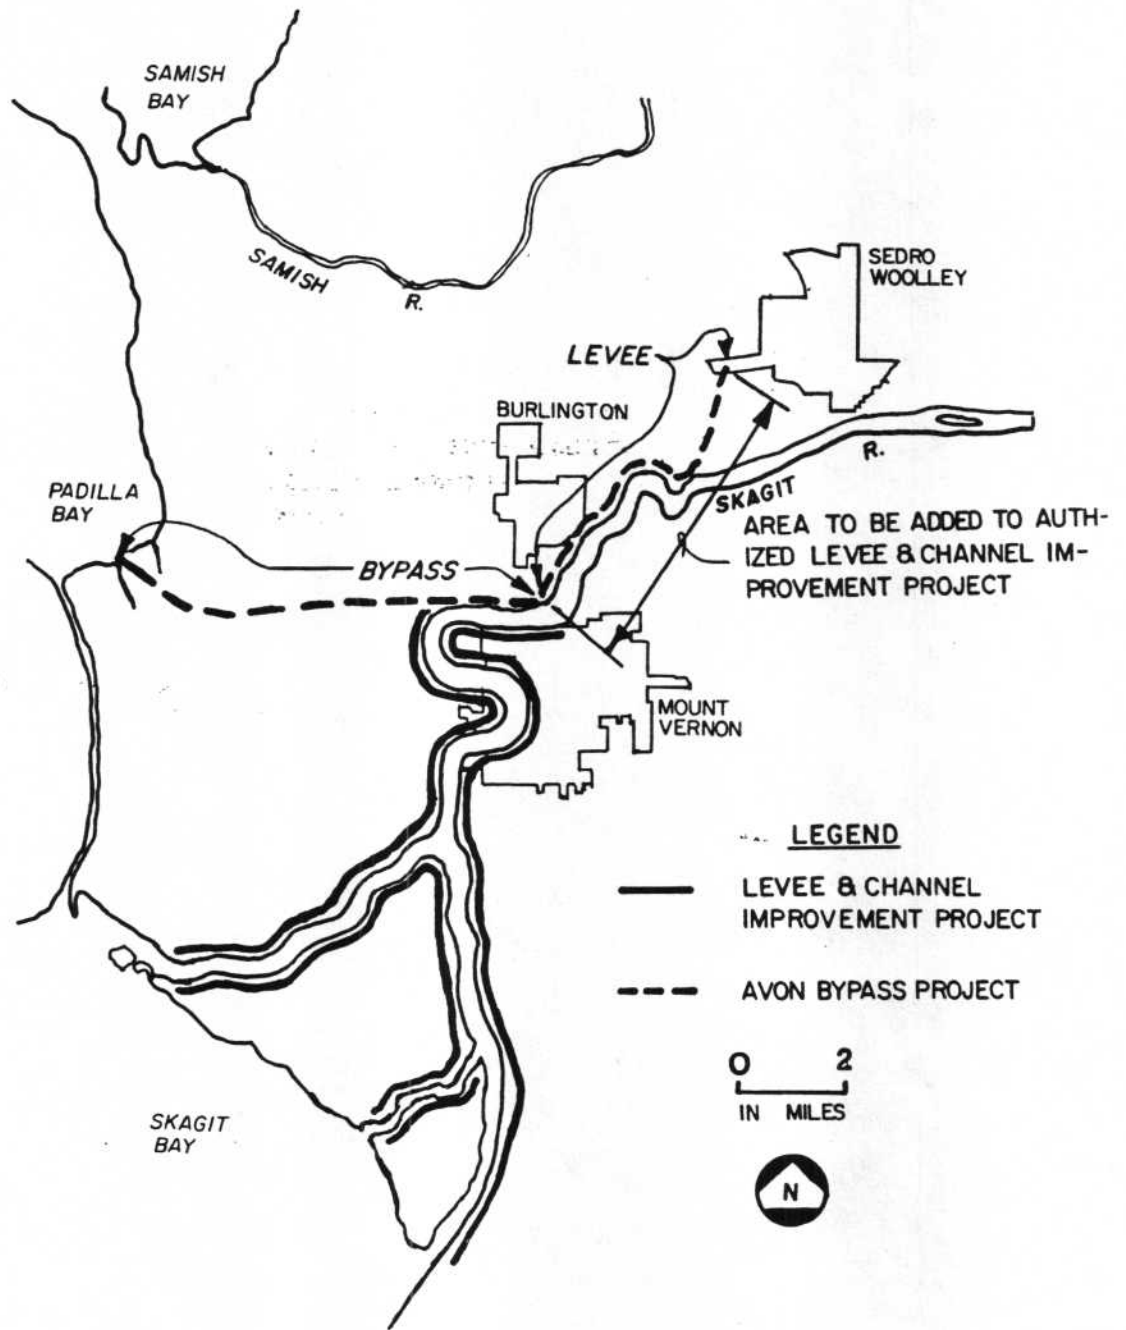 SAMISH
BAY
SAMISH
R.
SEDRO
WOOLLEY
LEVEE
BURLINGTON
R.
SKAGIT
PADILLA
BAY
AREA TO BE ADDED TO AUTH-
IZED LEVEE & CHANNEL IM-
PROVEMENT PROJECT
BYPASS
MOUNT
VERNON
LEGEND
LEVEE & CHANNEL
IMPROVEMENT PROJECT
AVON BYPASS PROJECT
0 2
IN MILES
SKAGIT
BAY
N